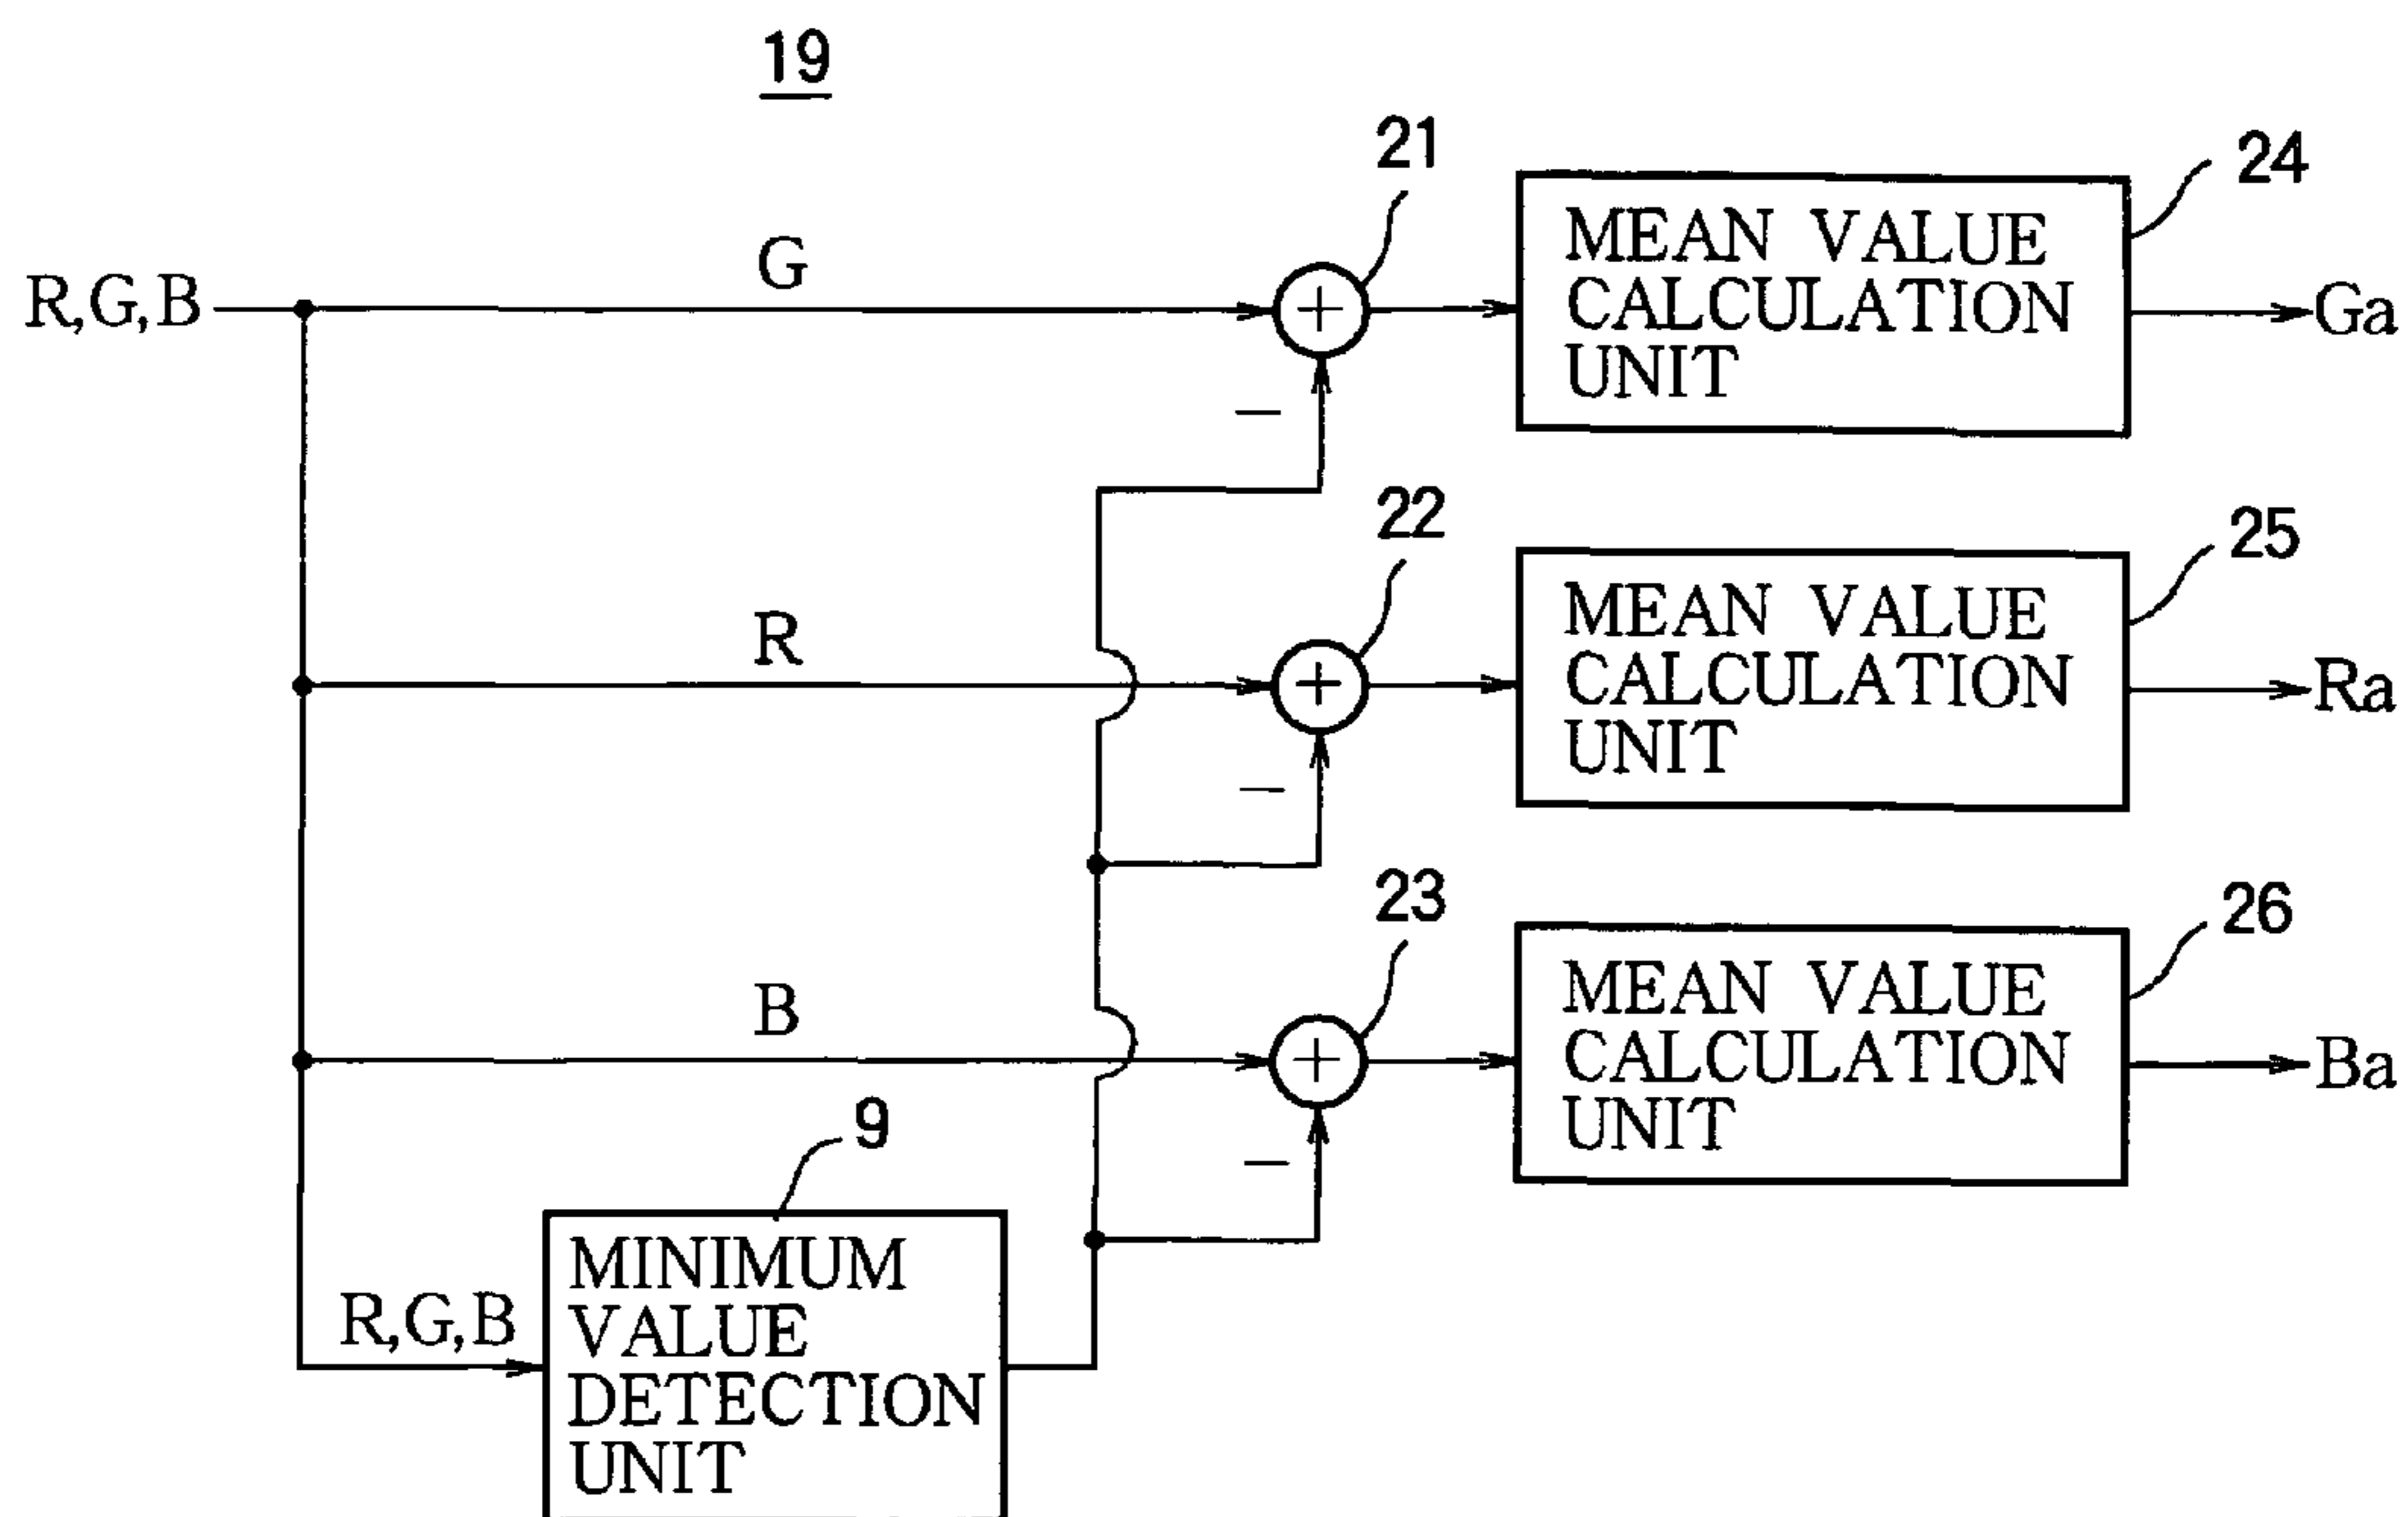 19
21
24
G
R,G,B
MEAN VALUE
CALCULATION
UNIT
Ga
−
22
25
R
MEAN VALUE
CALCULATION
UNIT
Ra
−
23
26
B
MEAN VALUE
CALCULATION
UNIT
Ba
9
−
R,G,B
MINIMUM
VALUE
DETECTION
UNIT
+
+
+